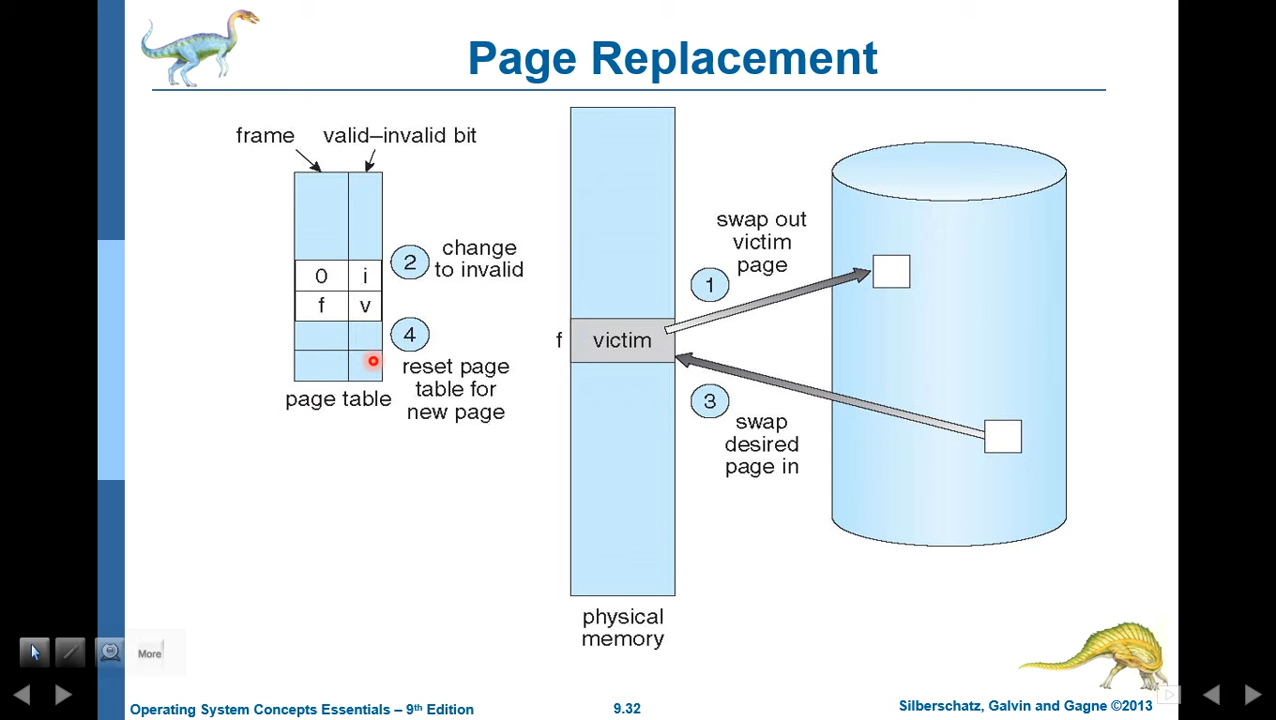 Page Replacement
frame
valid–invalid bit
0 i
f v
page table
2
change
to invalid
4
reset page
table for
new page
f
victim
physical
memory
1
swap out
victim
page
3
swap
desired
page in
More
Operating System Concepts Essentials – 9th Edition
9.32
Silberschatz, Galvin and Gagne ©2013